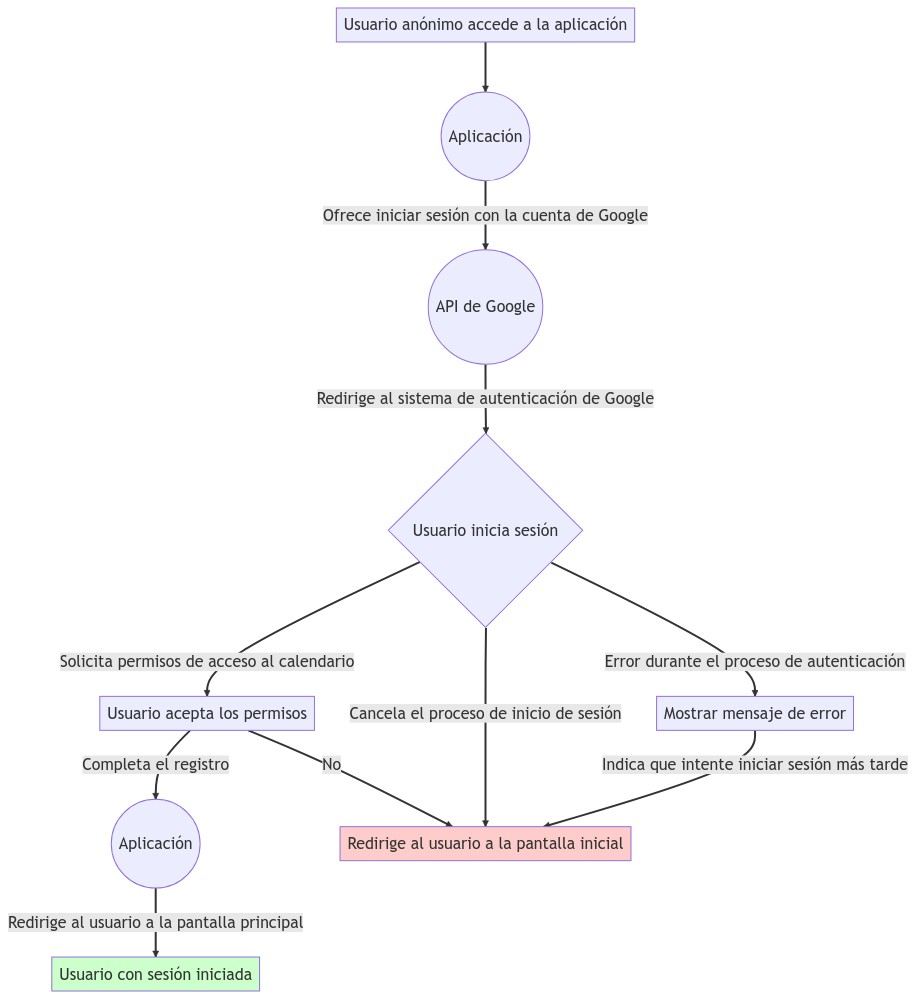 Usuario anónimo accede a la aplicación
Aplicación
Ofrece iniciar sesión con la cuenta de Google
API de Google
Redirige al sistema de autenticación de Google
Usuario inicia sesión
Solicita permisos de acceso al calendario
Error durante el proceso de autenticación
Usuario acepta los permisos
Cancela el proceso de inicio de sesión
Mostrar mensaje de error
Completa el registro
No
Indica que intente iniciar sesión más tarde
Aplicación
Redirige al usuario a la pantalla inicial
Redirige al usuario a la pantalla principal
Usuario con sesión iniciada